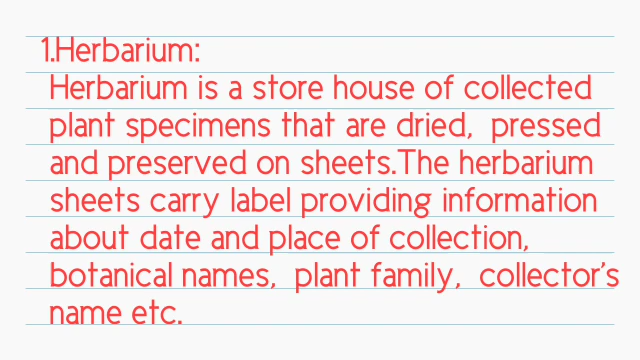 1.Herbarium:
Herbarium is a store house of collected
plant specimens that are dried, pressed
and preserved on sheets.The herbarium
sheets carry label providing information
about date and place of collection,
botanical names, plant family, collector's
name etc.